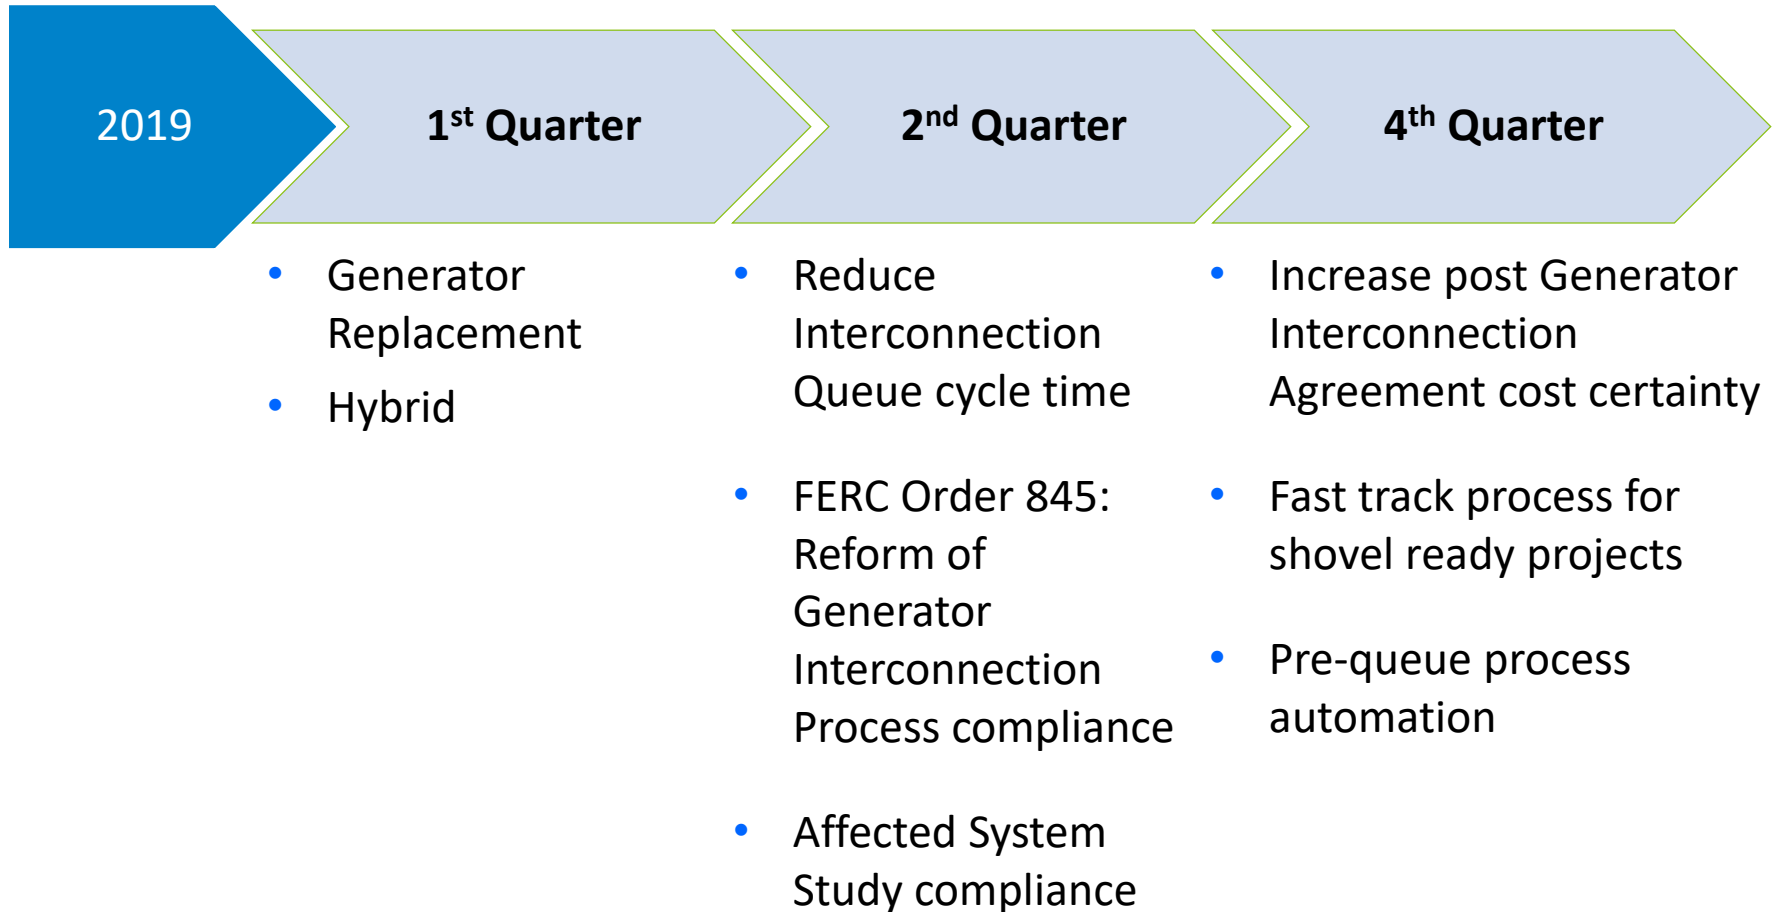 2019
1st Quarter
2nd Quarter
4th Quarter
• Generator
Replacement
• Hybrid
• Reduce
Interconnection
Queue cycle time
• FERC Order 845:
Reform of
Generator
Interconnection
Process compliance
• Affected System
Study compliance
• Increase post Generator
Interconnection
Agreement cost certainty
• Fast track process for
shovel ready projects
• Pre-queue process
automation